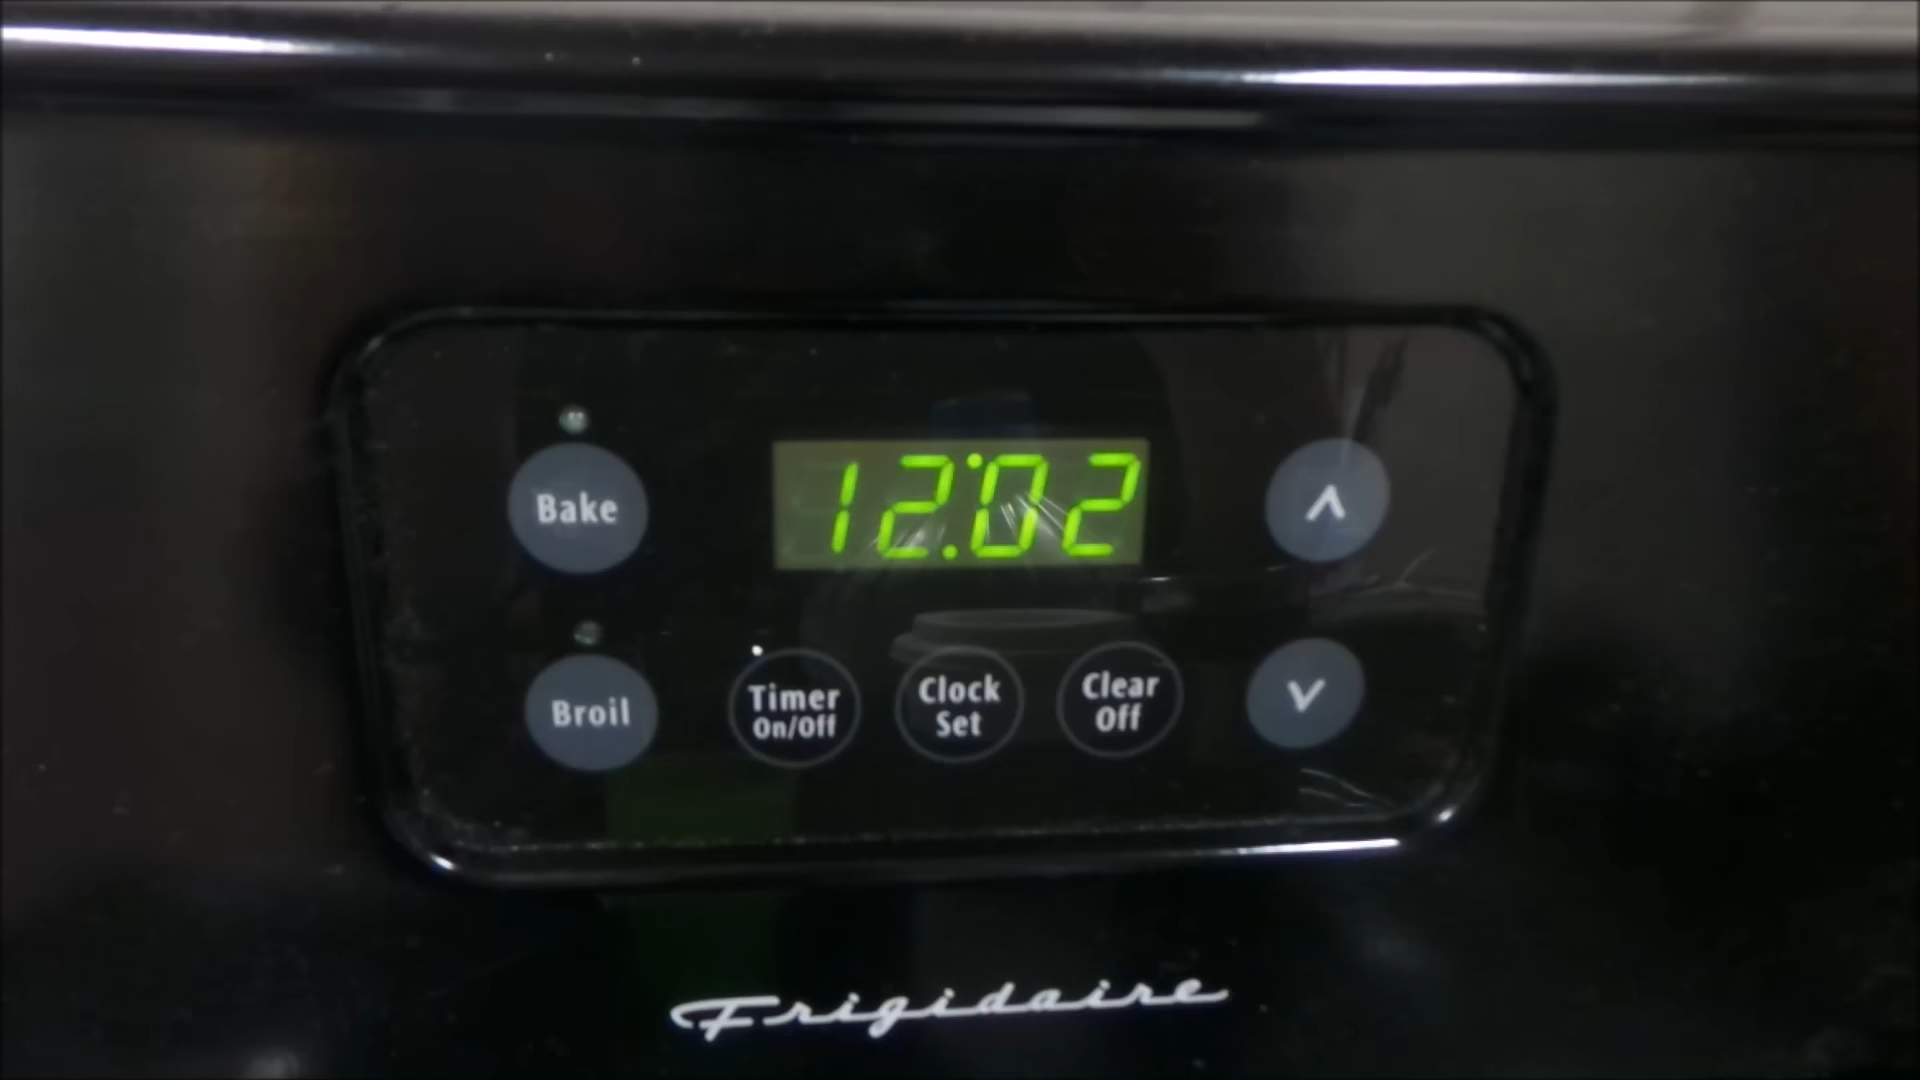 12:02
Bake
Broil
Timer
On/Off
Clock
Set
Clear
Off
Frigidaire